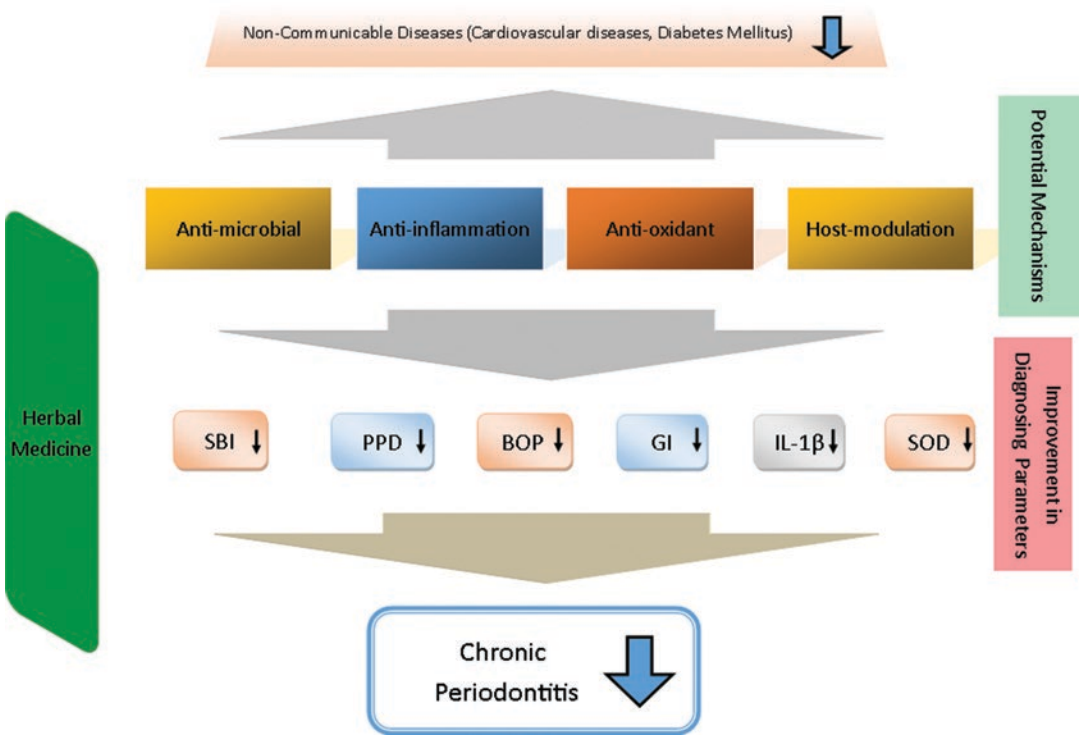 Non-Communicable Diseases (Cardiovascular diseases, Diabetes Mellitus)
Anti-microbial
Anti-inflammation
Anti-oxidant
Host-modulation
Potential Mechanisms
Herbal
Medicine
SBI
PPD
BOP
GI
IL-1β
SOD
Improvement in
Diagnosing Parameters
Chronic
Periodontitis